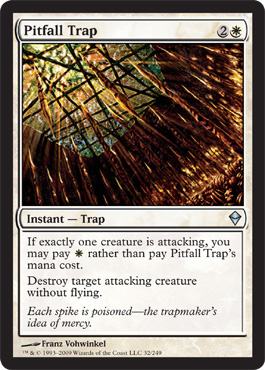 Pitfall Trap 2
Instant — Trap
If exactly one creature is attacking, you
may pay rather than pay Pitfall Trap's
mana cost.
Destroy target attacking creature
without flying.
Each spike is poisoned—the trapmaker's
idea of mercy.
Franz Vohwinkel
™ & © 1993–2009 Wizards of the Coast LLC 32/249